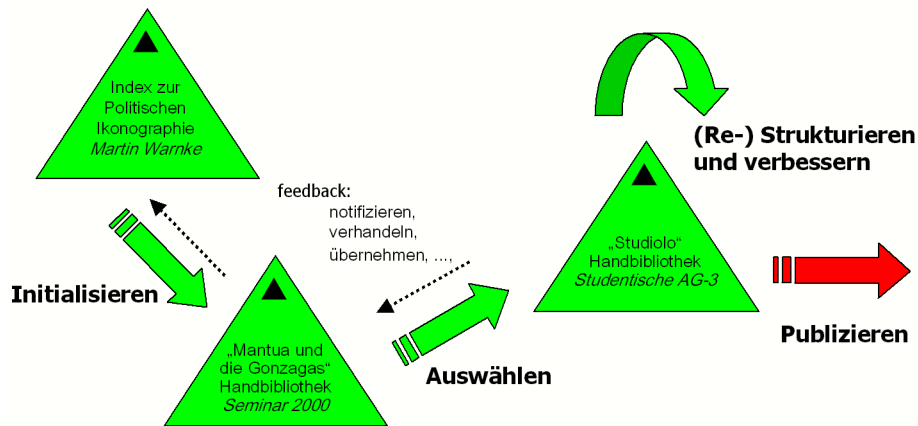 Index zur
Politischen
Ikonographie
Martin Warnke
Initialisieren
feedback:
notifizieren,
verhandeln,
übernehmen, ...,
„Mantua und
die Gonzagas“
Handbibliothek
Seminar 2000
Auswählen
(Re-) Strukturieren
und verbessern
„Studiolo“
Handbibliothek
Studentische AG-3
Publizieren